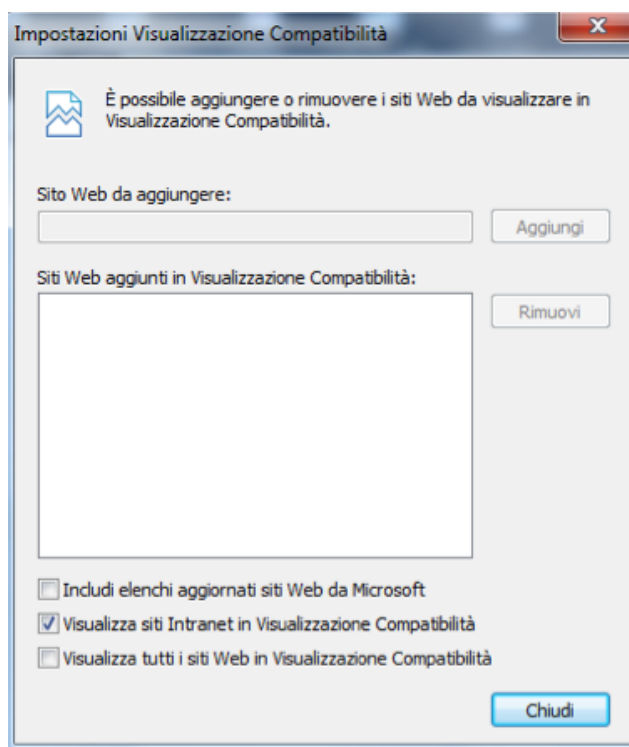 Impostazioni Visualizzazione Compatibilità
È possibile aggiungere o rimuovere i siti Web da visualizzare in
Visualizzazione Compatibilità.
Sito Web da aggiungere:
Aggiungi
Siti Web aggiunti in Visualizzazione Compatibilità:
Rimuovi
Includi elenchi aggiornati siti Web da Microsoft
Visualizza siti Intranet in Visualizzazione Compatibilità
Visualizza tutti i siti Web in Visualizzazione Compatibilità
Chiudi